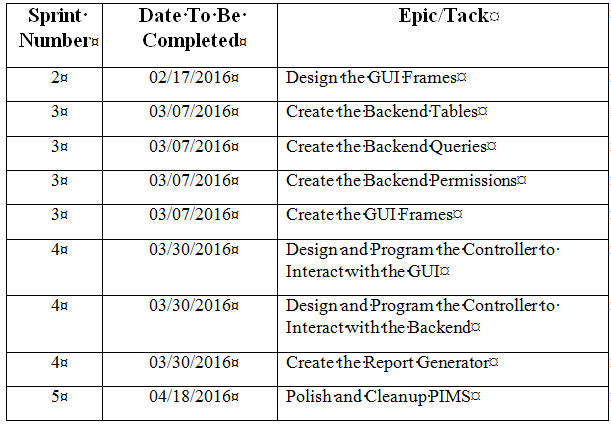 Sprint Date To Be Epic/Tack
Number Completed
2 02/17/2016 Design the GUI Frames
3 03/07/2016 Create the Backend Tables
3 03/07/2016 Create the Backend Queries
3 03/07/2016 Create the Backend Permissions
3 03/07/2016 Create the GUI Frames
4 03/30/2016 Design and Program the Controller to
Interact with the GUI
4 03/30/2016 Design and Program the Controller to
Interact with the Backend
4 03/30/2016 Create the Report Generator
5 04/18/2016 Polish and Cleanup PIMS